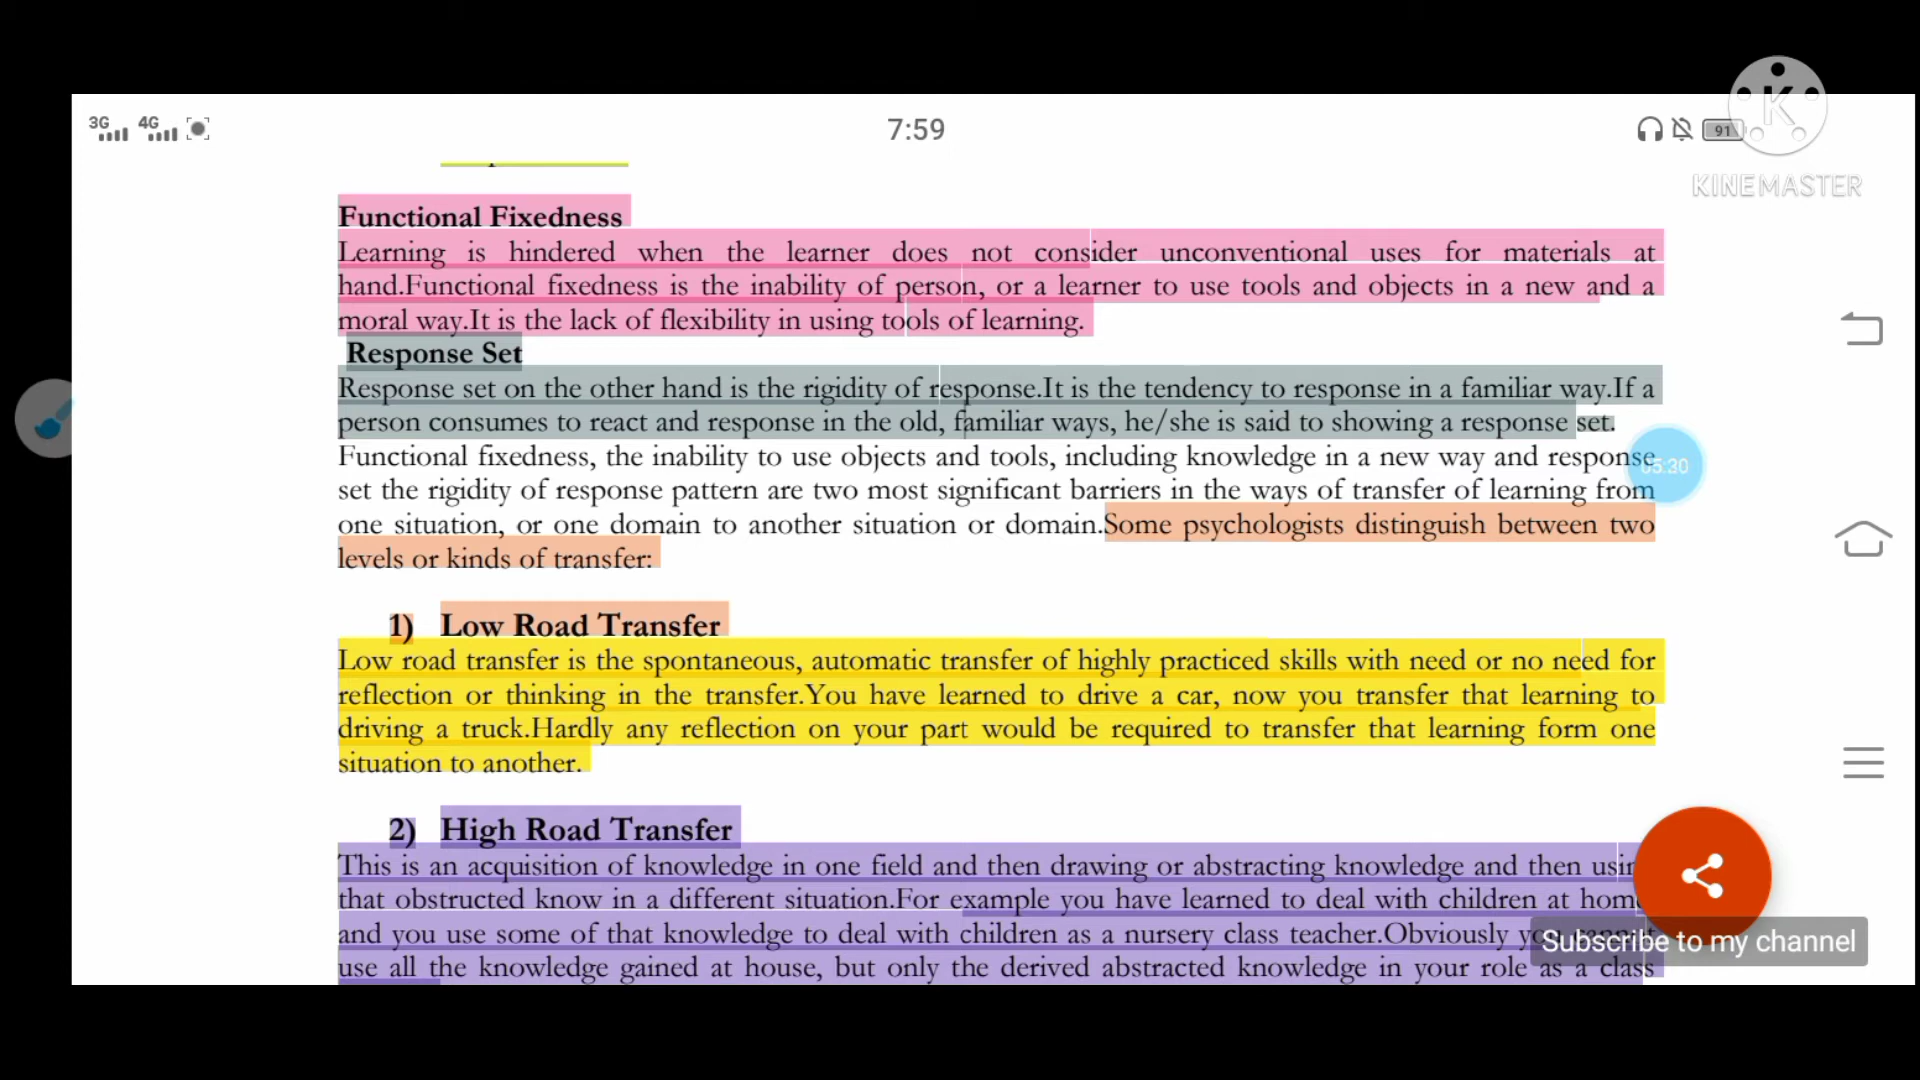 3G 4G 7:59 91
K
KINEMASTER
Functional Fixedness
Learning is hindered when the learner does not consider unconventional uses for materials at
hand.Functional fixedness is the inability of person, or a learner to use tools and objects in a new and a
moral way.It is the lack of flexibility in using tools of learning.
Response Set
Response set on the other hand is the rigidity of response.It is the tendency to response in a familiar way.If a
person consumes to react and response in the old, familiar ways, he/she is said to showing a response set.
Functional fixedness, the inability to use objects and tools, including knowledge in a new way and response
05:30
set the rigidity of response pattern are two most significant barriers in the ways of transfer of learning from
one situation, or one domain to another situation or domain.Some psychologists distinguish between two
levels or kinds of transfer:
1) Low Road Transfer
Low road transfer is the spontaneous, automatic transfer of highly practiced skills with need or no need for
reflection or thinking in the transfer.You have learned to drive a car, now you transfer that learning to
driving a truck.Hardly any reflection on your part would be required to transfer that learning form one
situation to another.
2) High Road Transfer
This is an acquisition of knowledge in one field and then drawing or abstracting knowledge and then usin
that obstructed know in a different situation.For example you have learned to deal with children at hom
and you use some of that knowledge to deal with children as a nursery class teacher.Obviously
Subscribe to my channel
use all the knowledge gained at house, but only the derived abstracted knowledge in your role as a class